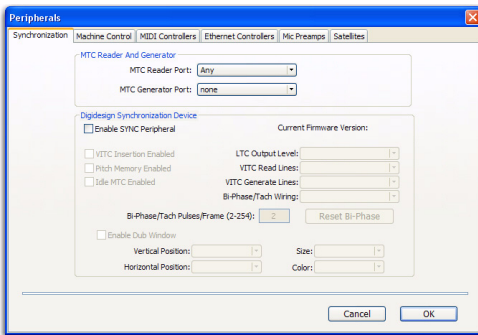 Peripherals
Synchronization Machine Control MIDI Controllers Ethernet Controllers Mic Preamps Satellites
MTC Reader And Generator
MTC Reader Port: Any
MTC Generator Port: none
Digidesign Synchronization Device
Enable SYNC Peripheral Current Firmware Version:
VITC Insertion Enabled LTC Output Level:
Pitch Memory Enabled VITC Read Lines:
Idle MTC Enabled VITC Generate Lines:
Bi-Phase/Tach Wiring:
Bi-Phase/Tach Pulses/Frame (2-254): 2 Reset Bi-Phase
Enable Dub Window
Vertical Position: Size:
Horizontal Position: Color:
Cancel OK